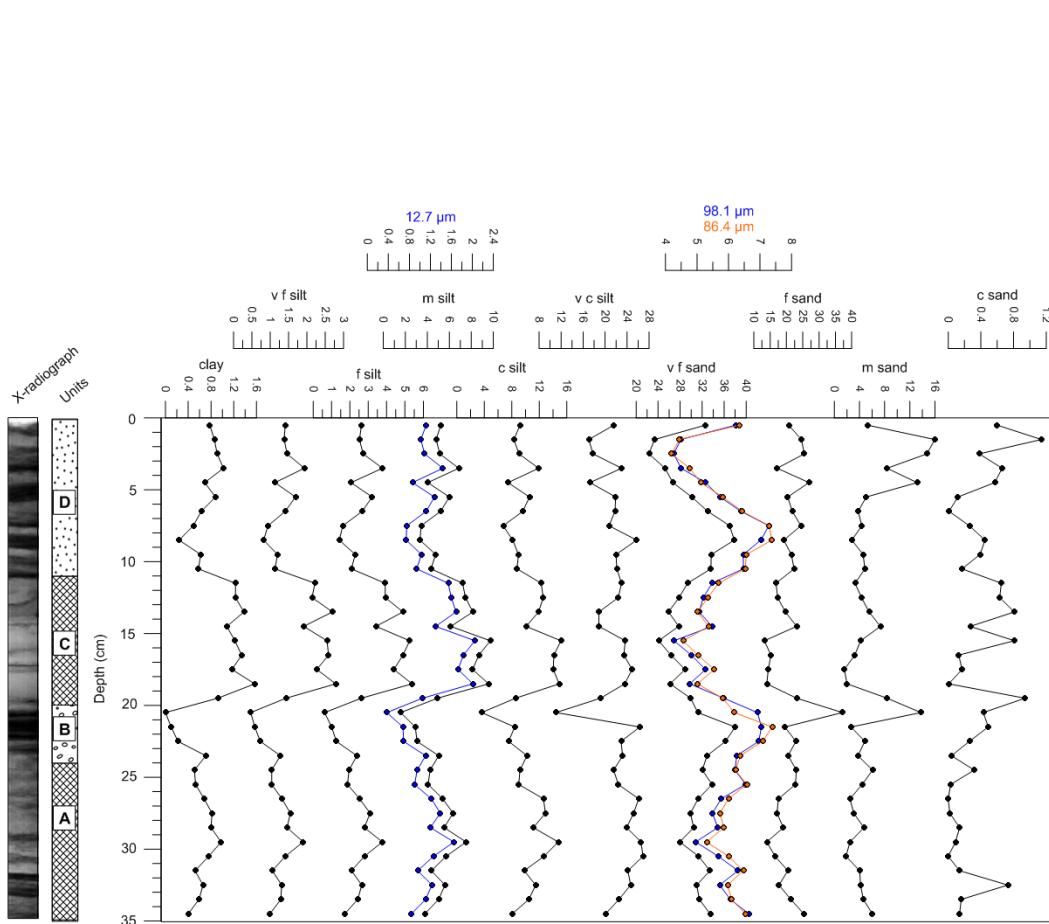 12.7 µm
0 0.4 0.8 1.2 1.6 2 2.4
98.1 µm
86.4 µm
4 5 6 7 8
v f silt
0 0.5 1 1.5 2 2.5 3
m silt
0 2 4 6 8 10
v c silt
8 12 16 20 24 28
f sand
10 15 20 25 30 35 40
c sand
0 0.4 0.8 1.2
X-radiograph
Units
clay
0 0.4 0.8 1.2 1.6
f silt
0 1 2 3 4 5 6
c silt
0 4 8 12 16
v f sand
20 24 28 32 36 40
m sand
0 4 8 12 16
Depth (cm)
0
5
10
15
20
25
30
35
D
C
B
A